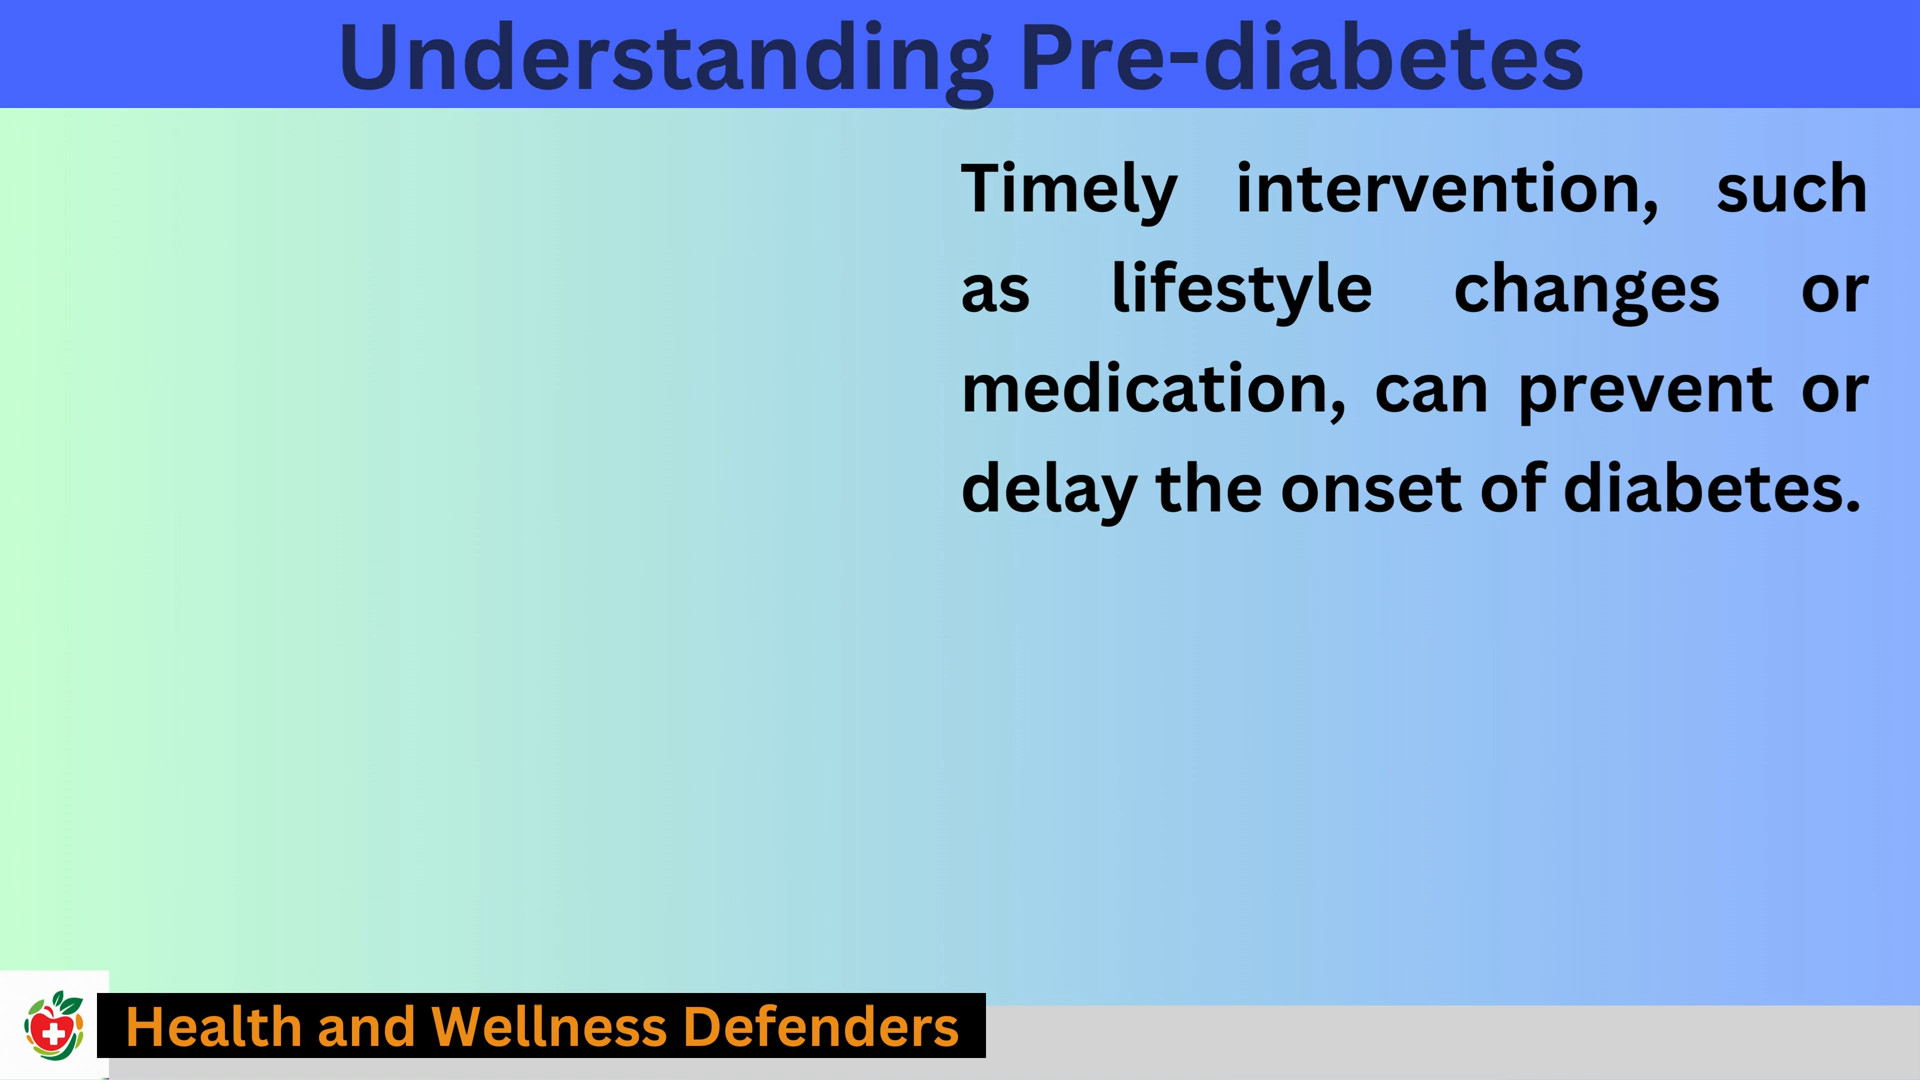 Understanding Pre-diabetes
Timely intervention, such
as lifestyle changes or
medication, can prevent or
delay the onset of diabetes.
Health and Wellness Defenders